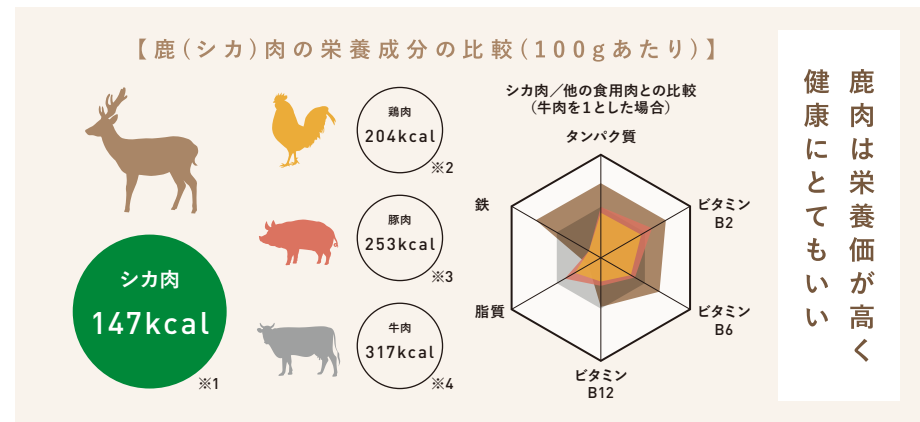 【鹿(シカ)肉の栄養成分の比較(100gあたり)】
シカ肉
147kcal
※1
鶏肉
204kcal
※2
豚肉
253kcal
※3
牛肉
317kcal
※4
シカ肉／他の食用肉との比較
(牛肉を1とした場合)
タンパク質
ビタミン
B2
ビタミン
B6
ビタミン
B12
脂質
鉄
鹿肉は栄養価が高く
健康にとてもいい